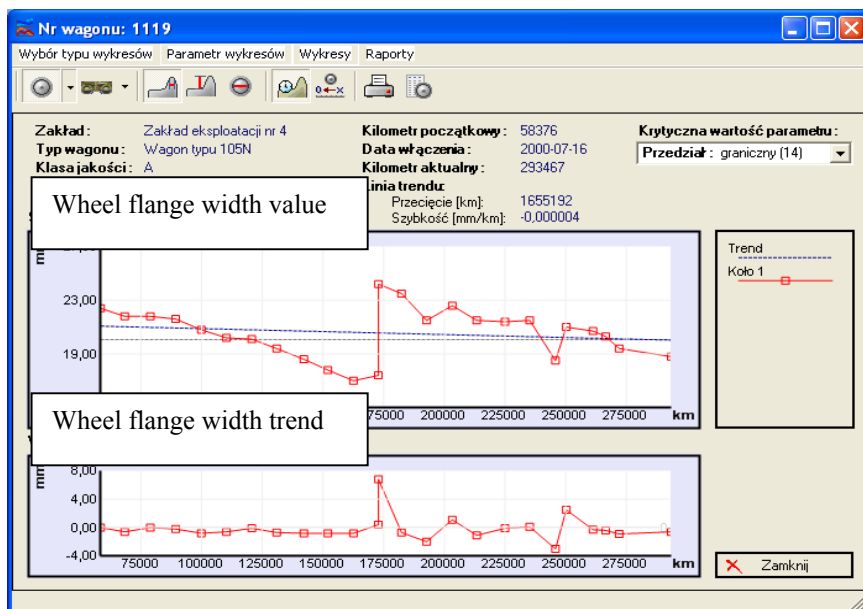 Nr wagonu: 1119
Wybór typu wykresów Parametr wykresów Wykresy Raporty
Zakład: Zakład eksploatacji nr 4 Kilometr początkowy: 58376 Krytyczna wartość parametru:
Typ wagonu: Wagon typu 105N Data włączenia: 2000-07-16 Przedział: graniczny (14)
Klasa jakości: A Kilometr aktualny: 293467
Linia trendu:
Przecięcie [km]: 1655192
Szybkość [mm/km]: -0,000004
Wheel flange width value
mm
23,00
19,00
Trend
Koło 1
175000 200000 225000 250000 275000 km
Wheel flange width trend
mm
8,00
4,00
0,00
-4,00
75000 100000 125000 150000 175000 200000 225000 250000 275000 km
Zamknij